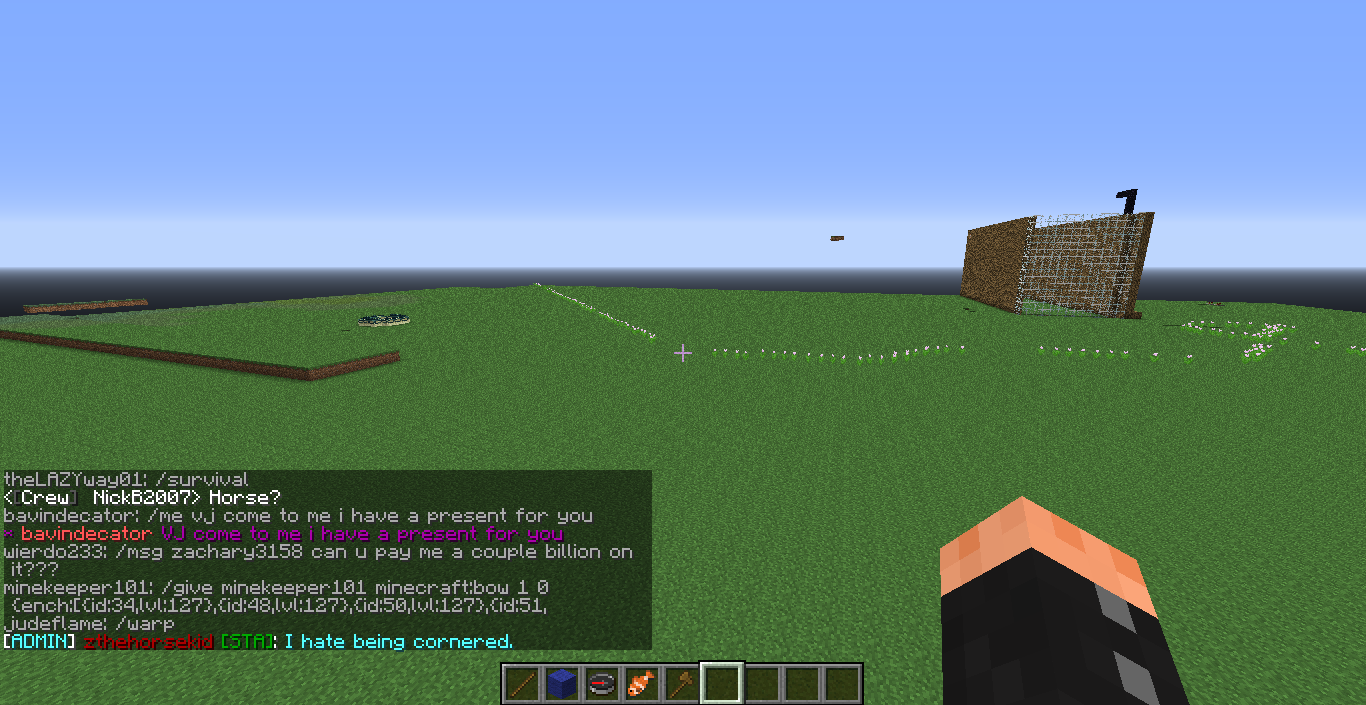 theLAZYway01: /survival
<[Crew] NickB2007> Horse?
bavindecator: /me vj come to me i have a present for you
* bavindecator VJ come to me i have a present for you
wierdo233: /msg zachary3158 can u pay me a couple billion on
it???
minekeeper101: /give minekeeper101 minecraft:bow 1 0
{ench:[{id:34,lvl:127},{id:48,lvl:127},{id:50,lvl:127},{id:51,
judeflame: /warp
[ADMIN] zthehorsekid [STA]: I hate being cornered.